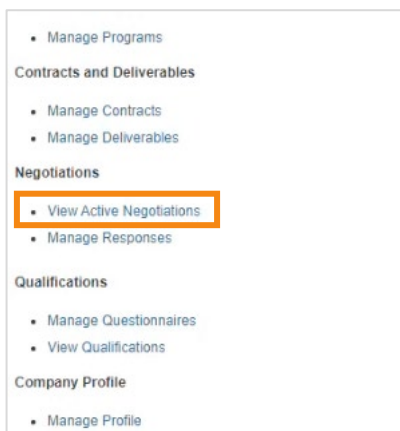 Manage Programs
Contracts and Deliverables
Manage Contracts
Manage Deliverables
Negotiations
View Active Negotiations
Manage Responses
Qualifications
Manage Questionnaires
View Qualifications
Company Profile
Manage Profile